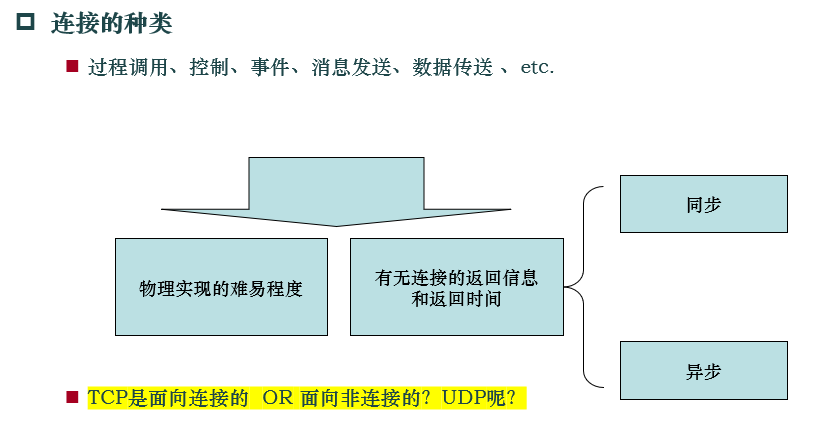 连接的种类
过程调用、控制、事件、消息发送、数据传送 、etc.
物理实现的难易程度
有无连接的返回信息
和返回时间
同步
异步
TCP是面向连接的 OR 面向非连接的？UDP呢？